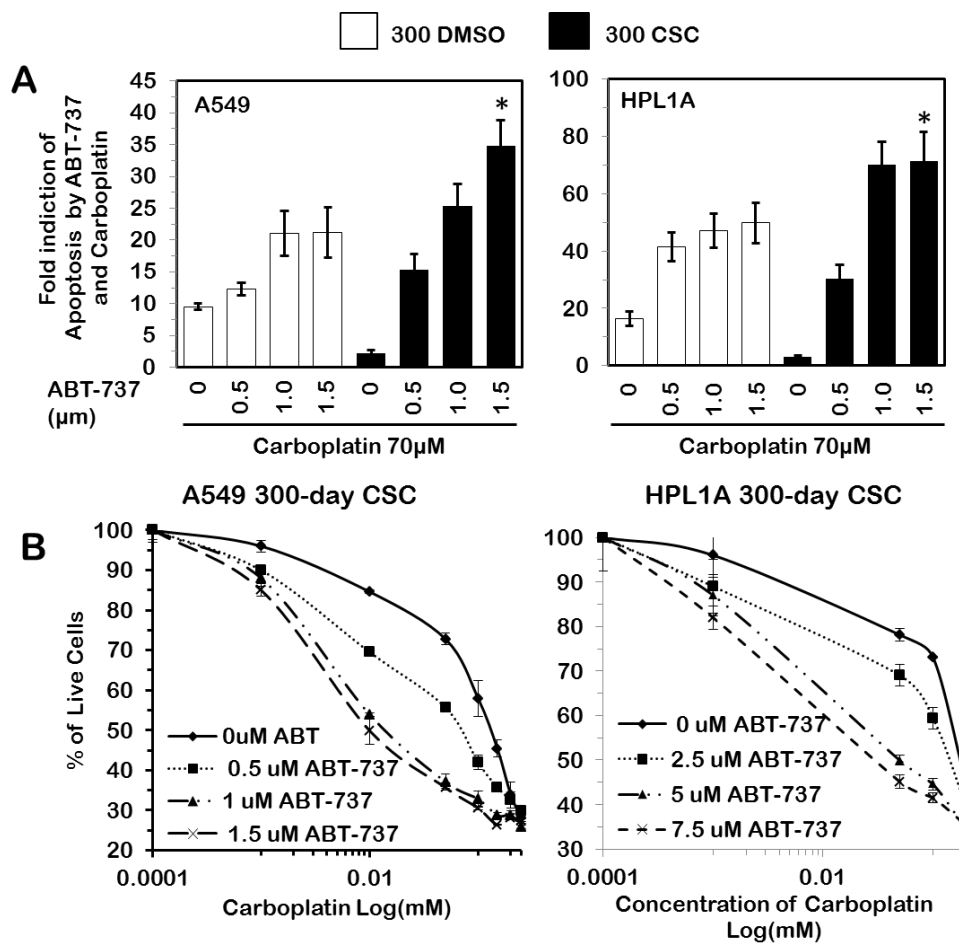 300 DMSO 300 CSC
A
Fold indiction of
Apoptosis by ABT-737
and Carboplatin
45
40
35
30
25
20
15
10
5
0
A549
*
ABT-737
(µm)
0 0.5 1.0 1.5 0 0.5 1.0 1.5
Carboplatin 70µM
100
80
60
40
20
0
HPL1A
*
0 0.5 1.0 1.5 0 0.5 1.0 1.5
Carboplatin 70µM
B
A549 300-day CSC
% of Live Cells
100
90
80
70
60
50
40
30
20
0uM ABT
0.5 uM ABT-737
1 uM ABT-737
1.5 uM ABT-737
0.0001 0.01
Carboplatin Log(mM)
HPL1A 300-day CSC
100
90
80
70
60
50
40
30
0 uM ABT-737
2.5 uM ABT-737
5 uM ABT-737
7.5 uM ABT-737
0.0001 0.01
Concentration of Carboplatin
Log(mM)